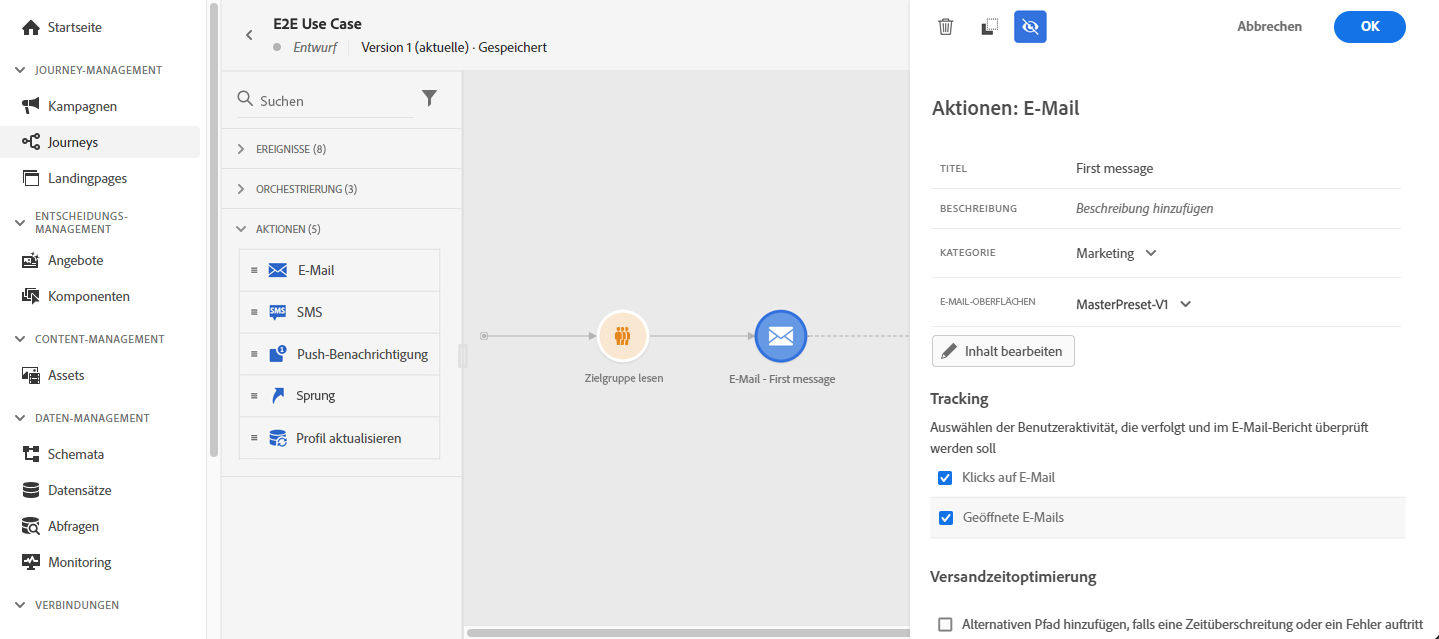 Startseite
JOURNEY-MANAGEMENT
Kampagnen
Journeys
Landingpages
ENTSCHEIDUNGS-
MANAGEMENT
Angebote
Komponenten
CONTENT-MANAGEMENT
Assets
DATEN-MANAGEMENT
Schemata
Datensätze
Abfragen
Monitoring
VERBINDUNGEN
E2E Use Case
Entwurf
Version 1 (aktuelle) · Gespeichert
Suchen
EREIGNISSE (8)
ORCHESTRIERUNG (3)
AKTIONEN (5)
E-Mail
SMS
SMS
1
Push-Benachrichtigung
Sprung
Profil aktualisieren
Zielgruppe lesen
E-Mail - First message
Abbrechen
OK
Aktionen: E-Mail
TITEL
First message
BESCHREIBUNG
Beschreibung hinzufügen
KATEGORIE
Marketing
E-MAIL-OBERFLÄCHEN
MasterPreset-V1
Inhalt bearbeiten
Tracking
Auswählen der Benutzeraktivität, die verfolgt und im E-Mail-Bericht überprüft
werden soll
Klicks auf E-Mail
Geöffnete E-Mails
Versandzeitoptimierung
Alternativen Pfad hinzufügen, falls eine Zeitüberschreitung oder ein Fehler auftritt